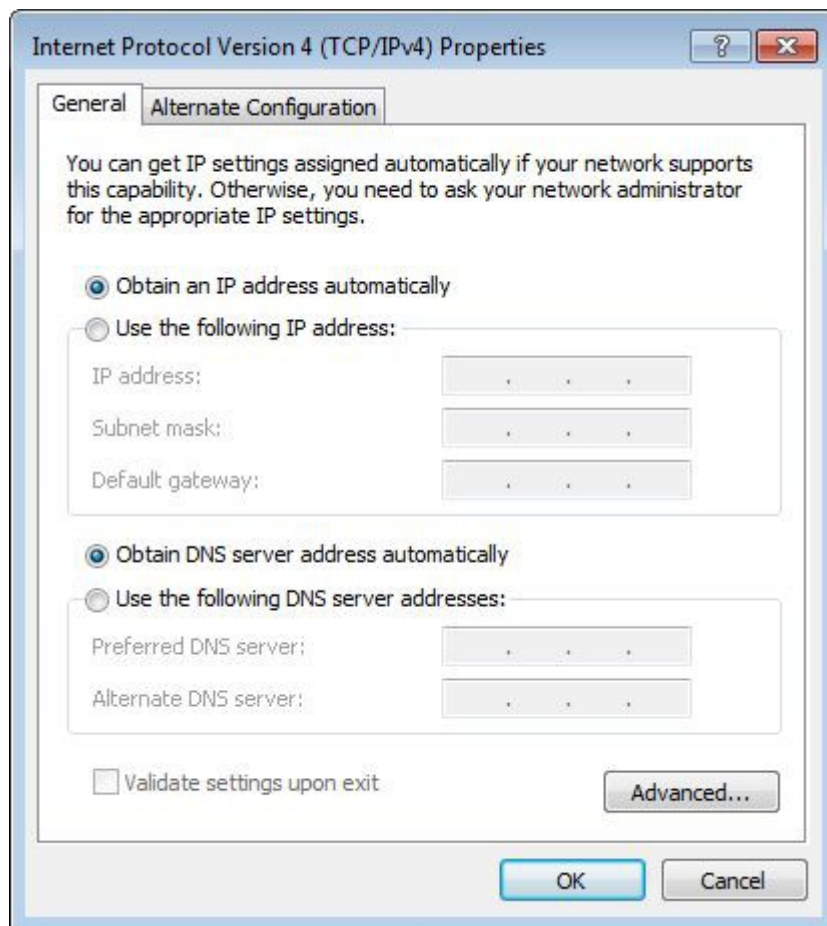 Internet Protocol Version 4 (TCP/IPv4) Properties
?
General
Alternate Configuration
You can get IP settings assigned automatically if your network supports
this capability. Otherwise, you need to ask your network administrator
for the appropriate IP settings.
Obtain an IP address automatically
Use the following IP address:
IP address: . . .
Subnet mask: . . .
Default gateway: . . .
Obtain DNS server address automatically
Use the following DNS server addresses:
Preferred DNS server: . . .
Alternate DNS server: . . .
Validate settings upon exit
Advanced...
OK
Cancel